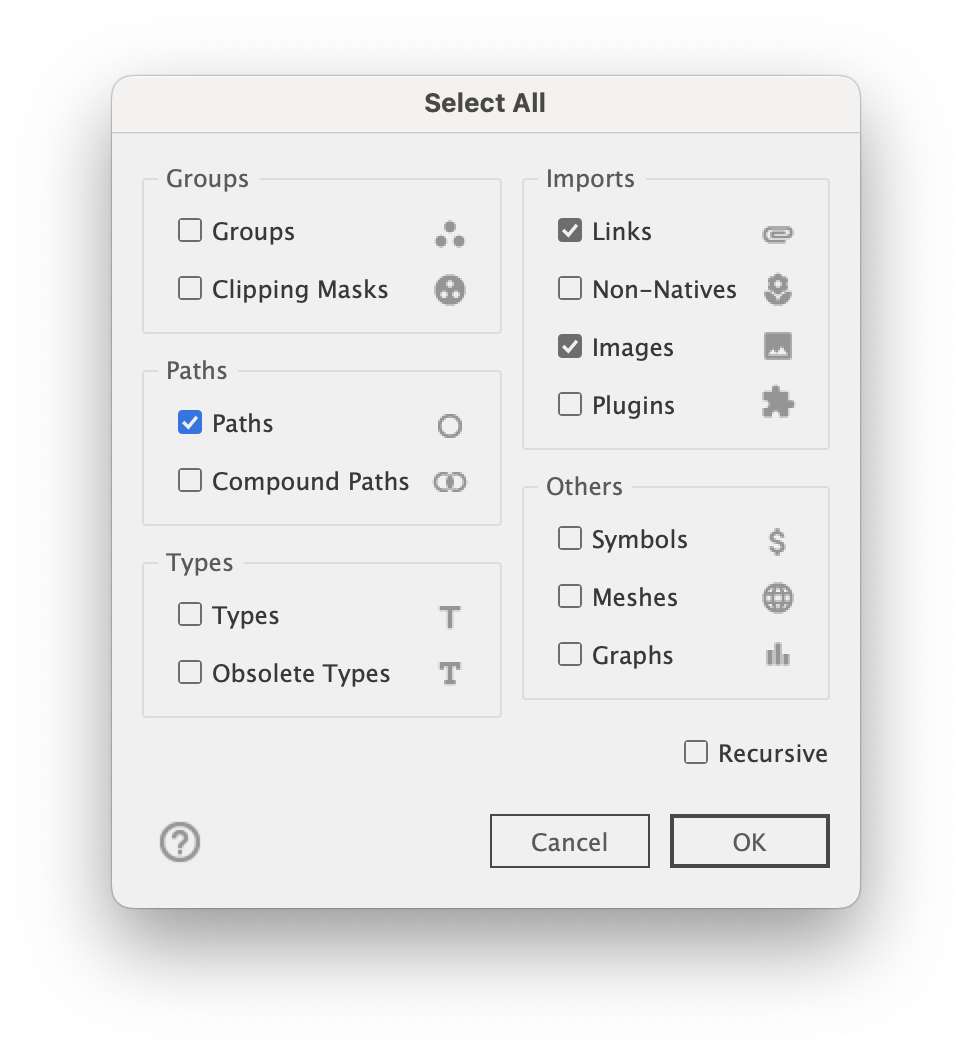 Select All
Groups
Groups
Clipping Masks
Paths
Paths
Compound Paths
Types
Types
Obsolete Types
Imports
Links
Non-Natives
Images
Plugins
Others
Symbols
Meshes
Graphs
Recursive
Cancel
OK